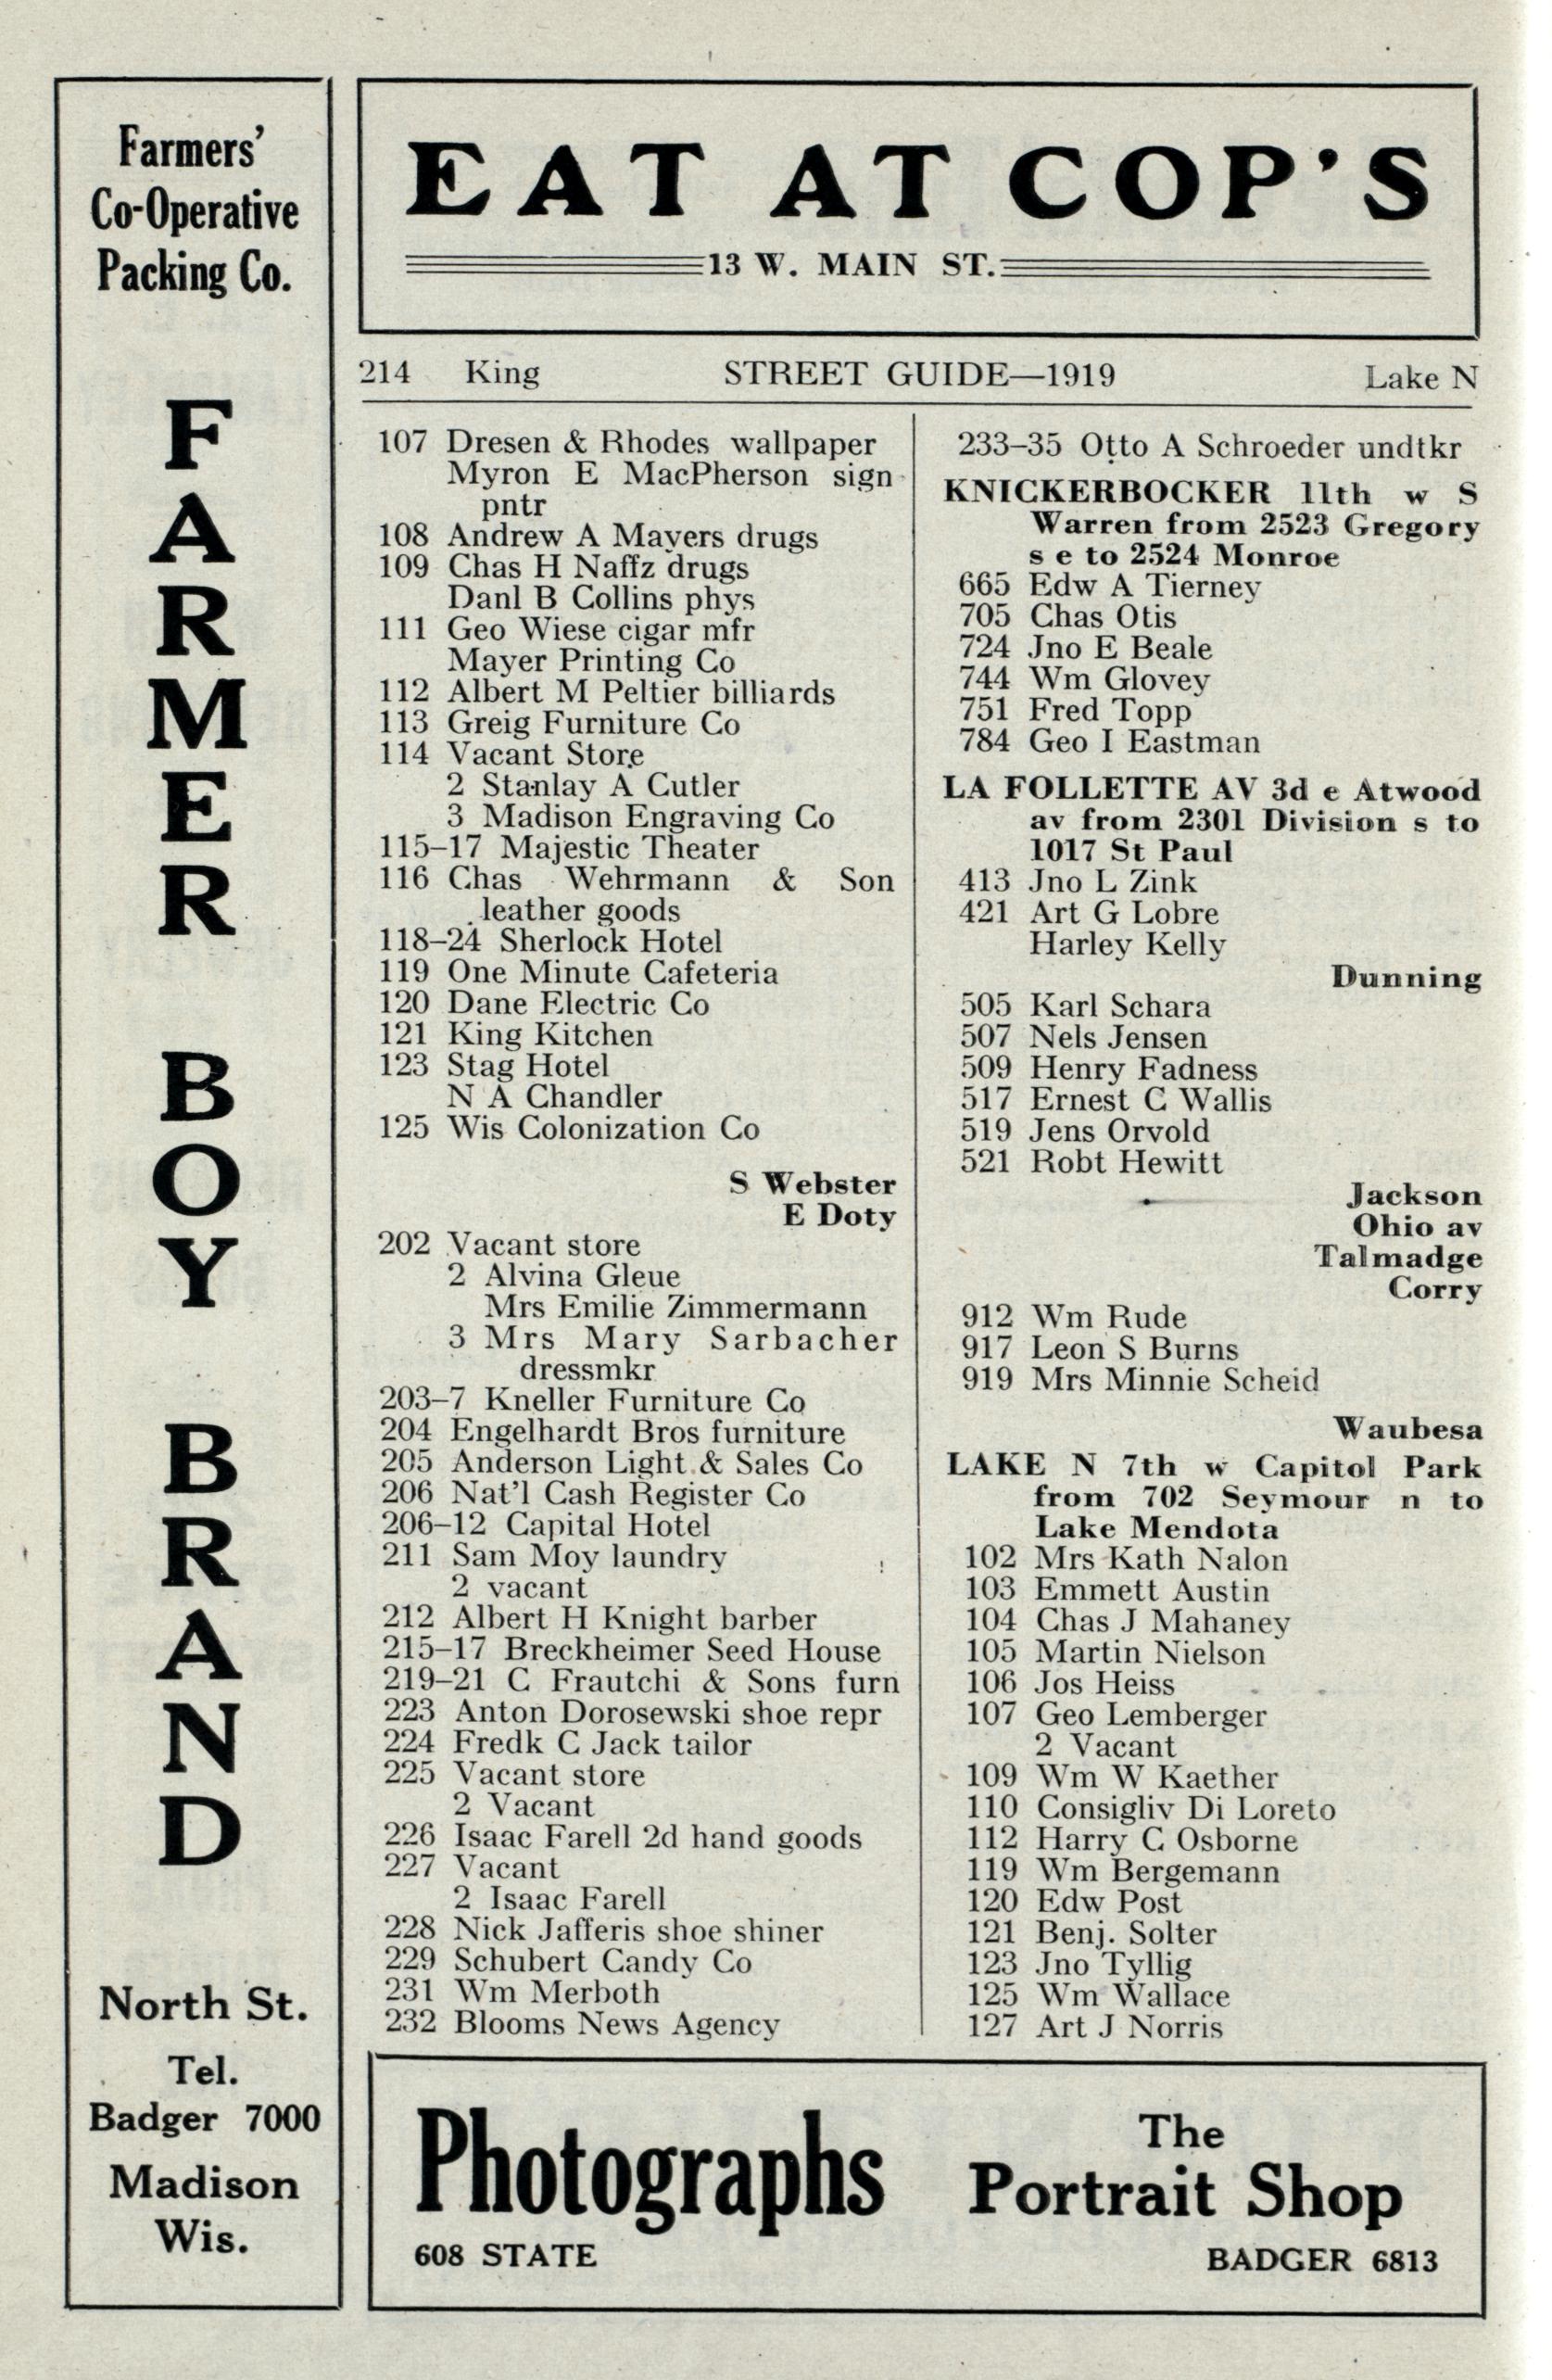 Farmers'
Co-Operative
Packing Co.
F
A
R
M
E
R
B
O
Y
B
R
A
N
D
North St.
Tel.
Badger 7000
Madison
Wis.
EAT AT COP'S
13 W. MAIN ST.
214 King STREET GUIDE—1919 Lake N
107 Dresen & Rhodes wallpaper
Myron E MacPherson sign
pntr
108 Andrew A Mayers drugs
109 Chas H Naffz drugs
Danl B Collins phys
111 Geo Wiese cigar mfr
Mayer Printing Co
112 Albert M Peltier billiards
113 Greig Furniture Co
114 Vacant Store
2 Stanlay A Cutler
3 Madison Engraving Co
115–17 Majestic Theater
116 Chas Wehrmann & Son
leather goods
118–24 Sherlock Hotel
119 One Minute Cafeteria
120 Dane Electric Co
121 King Kitchen
123 Stag Hotel
N A Chandler
125 Wis Colonization Co
S Webster
E Doty
202 Vacant store
2 Alvina Gleue
Mrs Emilie Zimmermann
3 Mrs Mary Sarbacher
dressmkr
203–7 Kneller Furniture Co
204 Engelhardt Bros furniture
205 Anderson Light & Sales Co
206 Nat'l Cash Register Co
206–12 Capital Hotel
211 Sam Moy laundry
2 vacant
212 Albert H Knight barber
215–17 Breckheimer Seed House
219–21 C Frautchi & Sons furn
223 Anton Dorosewski shoe repr
224 Fredk C Jack tailor
225 Vacant store
2 Vacant
226 Isaac Farell 2d hand goods
227 Vacant
2 Isaac Farell
228 Nick Jafferis shoe shiner
229 Schubert Candy Co
231 Wm Merboth
232 Blooms News Agency
233–35 Otto A Schroeder undtkr
KNICKERBOCKER 11th w S
Warren from 2523 Gregory
s e to 2524 Monroe
665 Edw A Tierney
705 Chas Otis
724 Jno E Beale
744 Wm Glovey
751 Fred Topp
784 Geo I Eastman
LA FOLLETTE AV 3d e Atwood
av from 2301 Division s to
1017 St Paul
413 Jno L Zink
421 Art G Lobre
Harley Kelly
Dunning
505 Karl Schara
507 Nels Jensen
509 Henry Fadness
517 Ernest C Wallis
519 Jens Orvold
521 Robt Hewitt
Jackson
Ohio av
Talmadge
Corry
912 Wm Rude
917 Leon S Burns
919 Mrs Minnie Scheid
Waubesa
LAKE N 7th w Capitol Park
from 702 Seymour n to
Lake Mendota
102 Mrs Kath Nalon
103 Emmett Austin
104 Chas J Mahaney
105 Martin Nielson
106 Jos Heiss
107 Geo Lemberger
2 Vacant
109 Wm W Kaether
110 Consigliv Di Loreto
112 Harry C Osborne
119 Wm Bergemann
120 Edw Post
121 Benj. Solter
123 Jno Tyllig
125 Wm Wallace
127 Art J Norris
Photographs
608 STATE
The
Portrait Shop
BADGER 6813